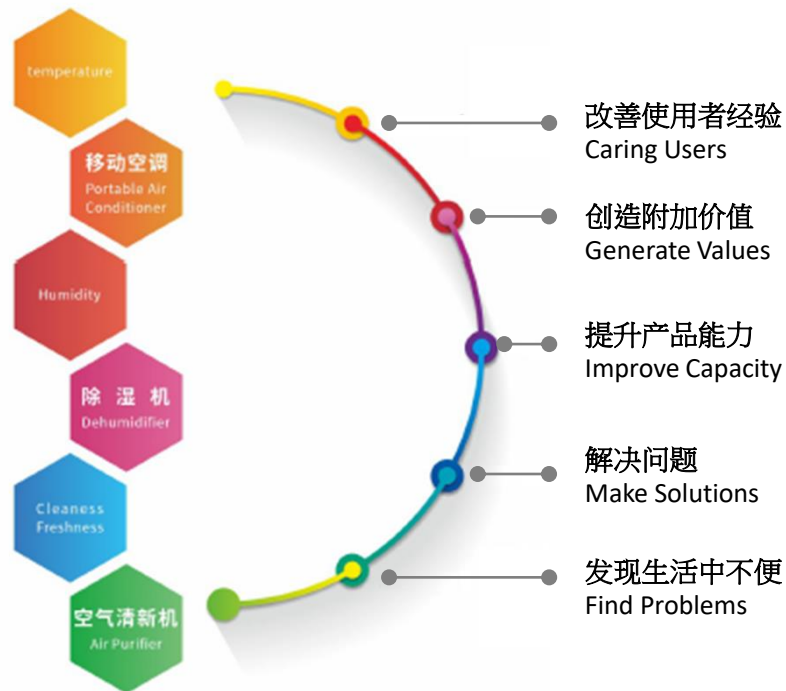 temperature
移动空调
Portable Air
Conditioner
Humidity
除 湿 机
Dehumidifier
Cleaness
Freshness
空气清新机
Air Purifier
改善使用者经验
Caring Users
创造附加价值
Generate Values
提升产品能力
Improve Capacity
解决问题
Make Solutions
发现生活中不便
Find Problems